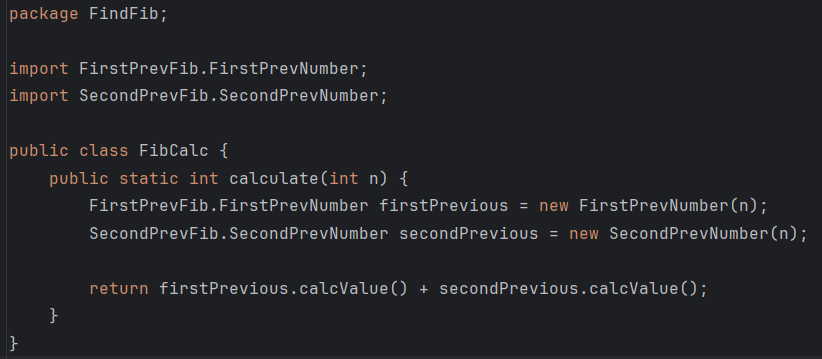 package FindFib;
import FirstPrevFib.FirstPrevNumber;
import SecondPrevFib.SecondPrevNumber;
public class FibCalc {
public static int calculate(int n) {
FirstPrevFib.FirstPrevNumber firstPrevious = new FirstPrevNumber(n);
SecondPrevFib.SecondPrevNumber secondPrevious = new SecondPrevNumber(n);
return firstPrevious.calcValue() + secondPrevious.calcValue();
}
}